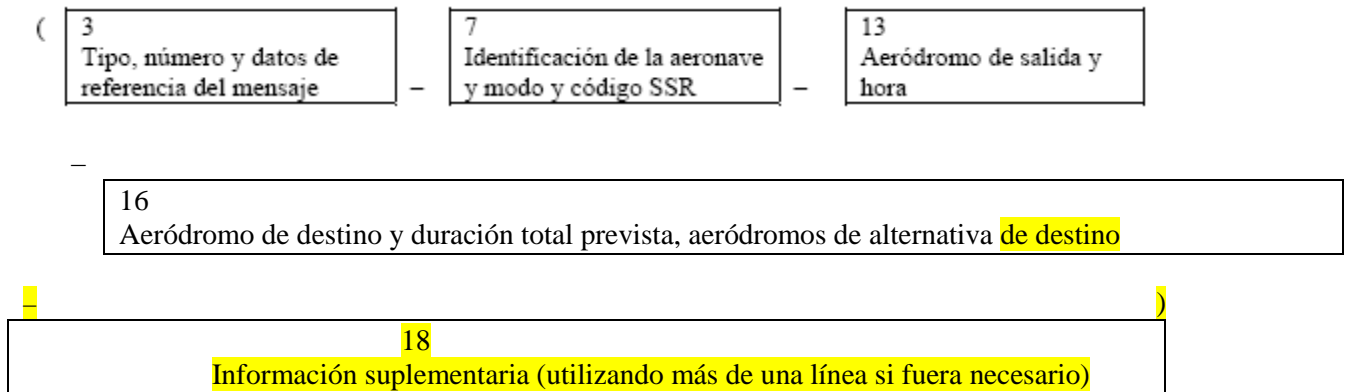 ( 3 7 13
Tipo, número y datos de Identificación de la aeronave Aeródromo de salida y
referencia del mensaje – y modo y código SSR – hora
–
16
Aeródromo de destino y duración total prevista, aeródromos de alternativa de destino
– )
18
Información suplementaria (utilizando más de una línea si fuera necesario)